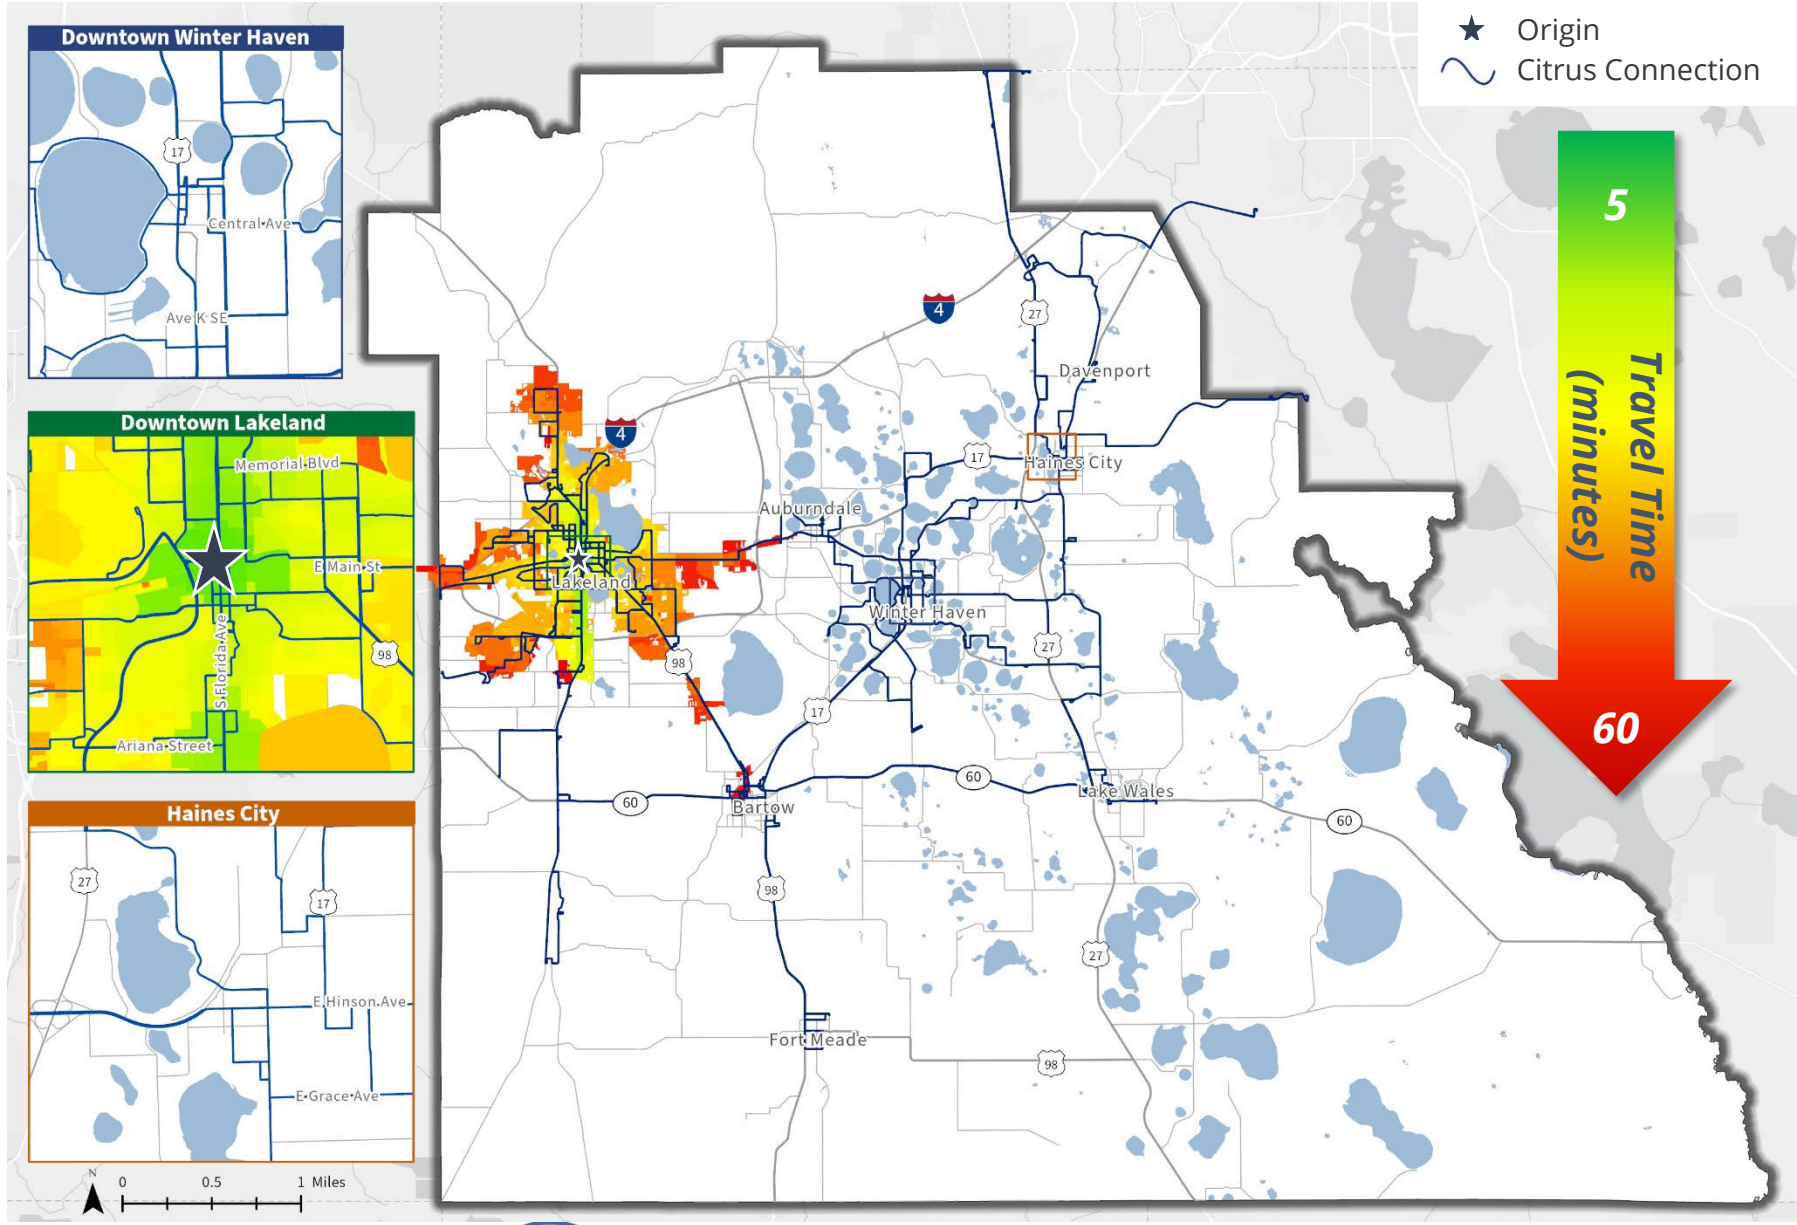 Origin
Citrus Connection
5
Travel Time
(minutes)
60
Downtown Winter Haven
17
Central Ave
Ave K SE
Downtown Lakeland
Memorial Blvd
E Main St
S Florida Ave
98
Ariana Street
Haines City
27
17
E Hinson Ave
E Grace Ave
N
0 0.5 1 Miles
4
27
Davenport
4
17
Haines City
Auburndale
Lakeland
Winter Haven
27
98
17
60
Lake Wales
60
Bartow
60
98
27
Fort Meade
98